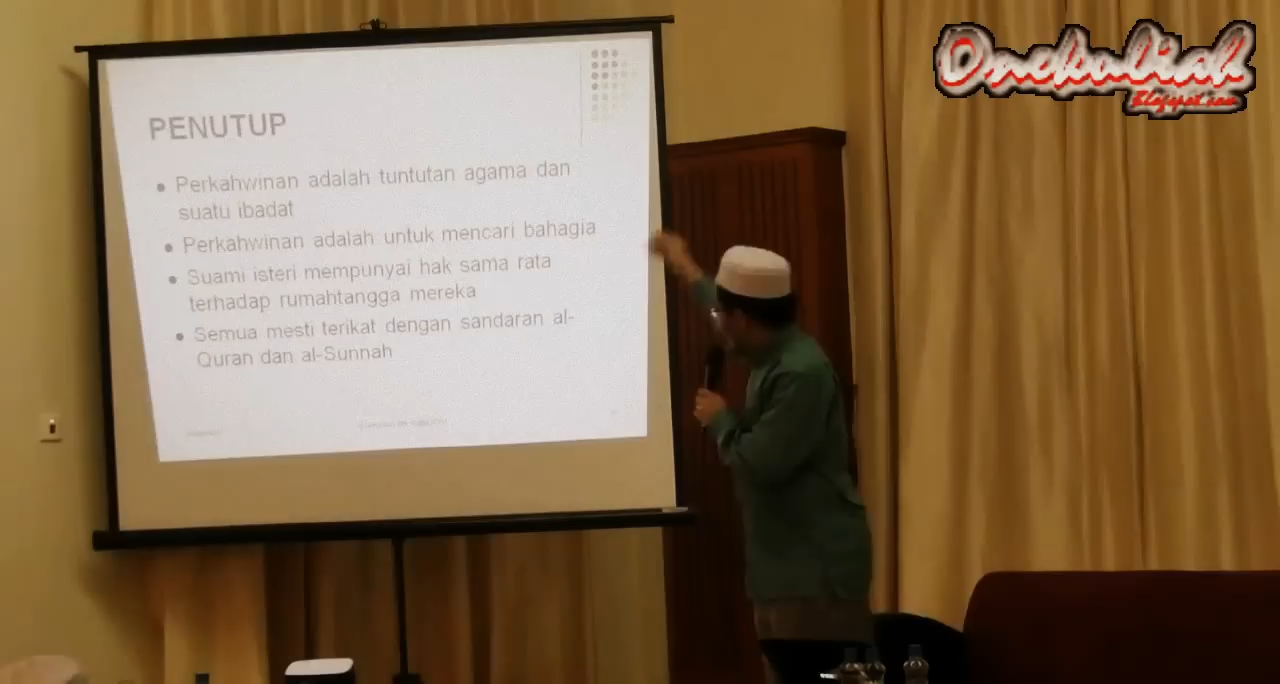 Onekuliah
Blogspot.com
PENUTUP
• Perkahwinan adalah tuntutan agama dan
suatu ibadat
• Perkahwinan adalah untuk mencari bahagia
• Suami isteri mempunyai hak sama rata
terhadap rumahtangga mereka
• Semua mesti terikat dengan sandaran al-
Quran dan al-Sunnah